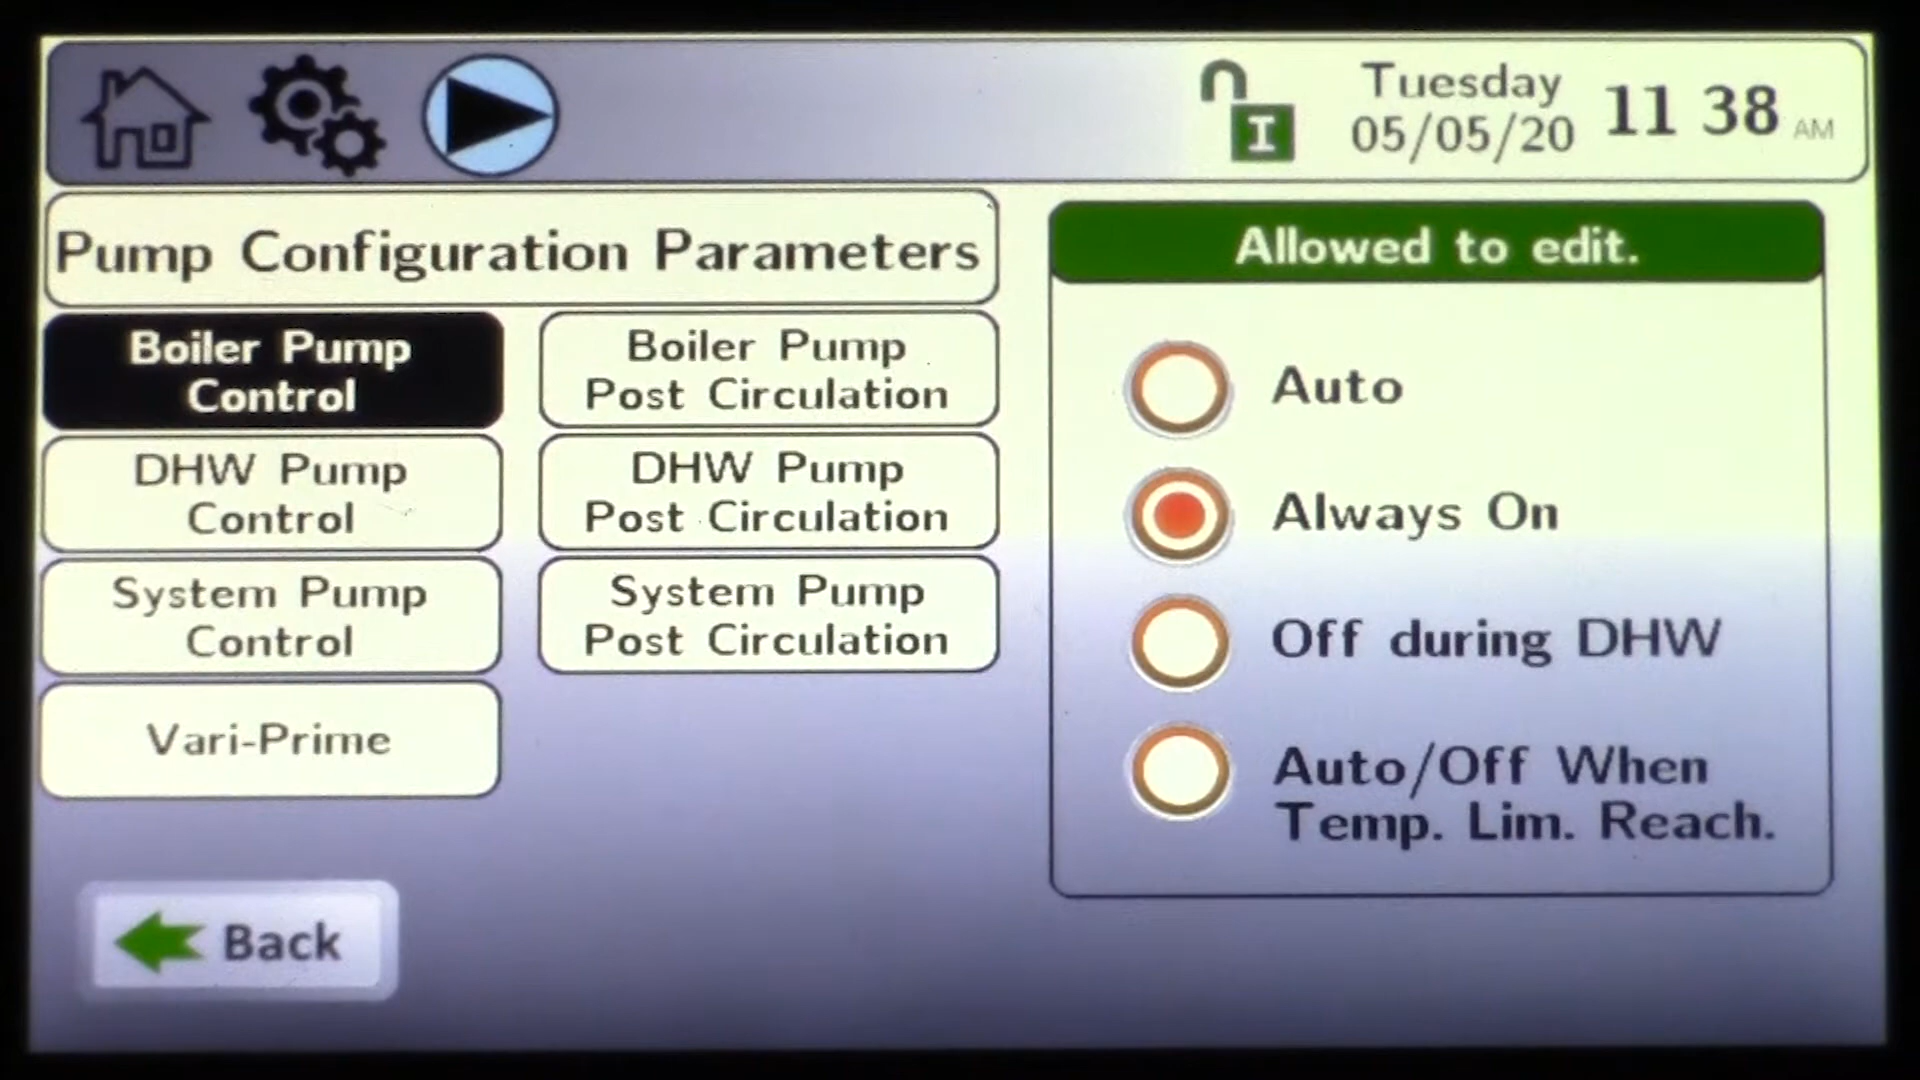 I
Tuesday
05/05/20
11 38 AM
Pump Configuration Parameters
Boiler Pump
Control
Boiler Pump
Post Circulation
DHW Pump
Control
DHW Pump
Post Circulation
System Pump
Control
System Pump
Post Circulation
Vari-Prime
Back
Allowed to edit.
Auto
Always On
Off during DHW
Auto/Off When
Temp. Lim. Reach.